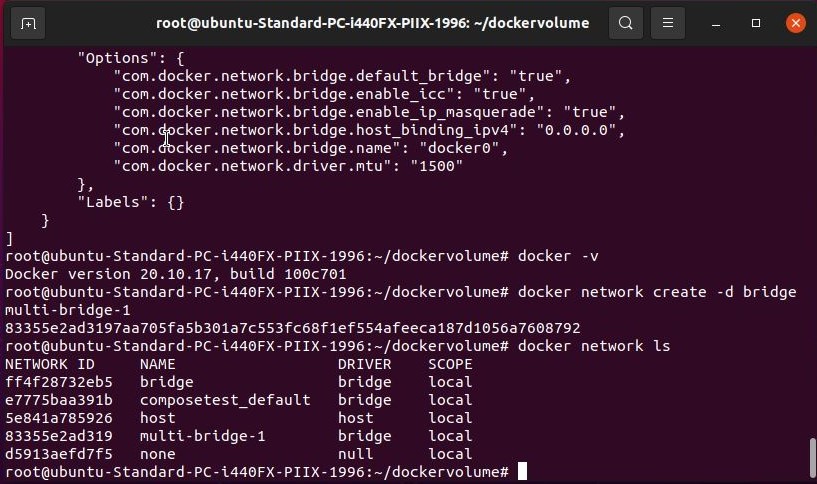 root@ubuntu-Standard-PC-i440FX-PIIX-1996: ~/dockervolume
        "Options": {
            "com.docker.network.bridge.default_bridge": "true",
            "com.docker.network.bridge.enable_icc": "true",
            "com.docker.network.bridge.enable_ip_masquerade": "true",
            "com.docker.network.bridge.host_binding_ipv4": "0.0.0.0",
            "com.docker.network.bridge.name": "docker0",
            "com.docker.network.driver.mtu": "1500"
        },
        "Labels": {}
    }
]
root@ubuntu-Standard-PC-i440FX-PIIX-1996:~/dockervolume# docker -v
Docker version 20.10.17, build 100c701
root@ubuntu-Standard-PC-i440FX-PIIX-1996:~/dockervolume# docker network create -d bridge
multi-bridge-1
83355e2ad3197aa705fa5b301a7c553fc68f1ef554afeeca187d1056a7608792
root@ubuntu-Standard-PC-i440FX-PIIX-1996:~/dockervolume# docker network ls
NETWORK ID     NAME                  DRIVER    SCOPE
ff4f28732eb5   bridge                bridge    local
e7775baa391b   composetest_default   bridge    local
5e841a785926   host                  host      local
83355e2ad319   multi-bridge-1        bridge    local
d5913aefd7f5   none                  null      local
root@ubuntu-Standard-PC-i440FX-PIIX-1996:~/dockervolume#